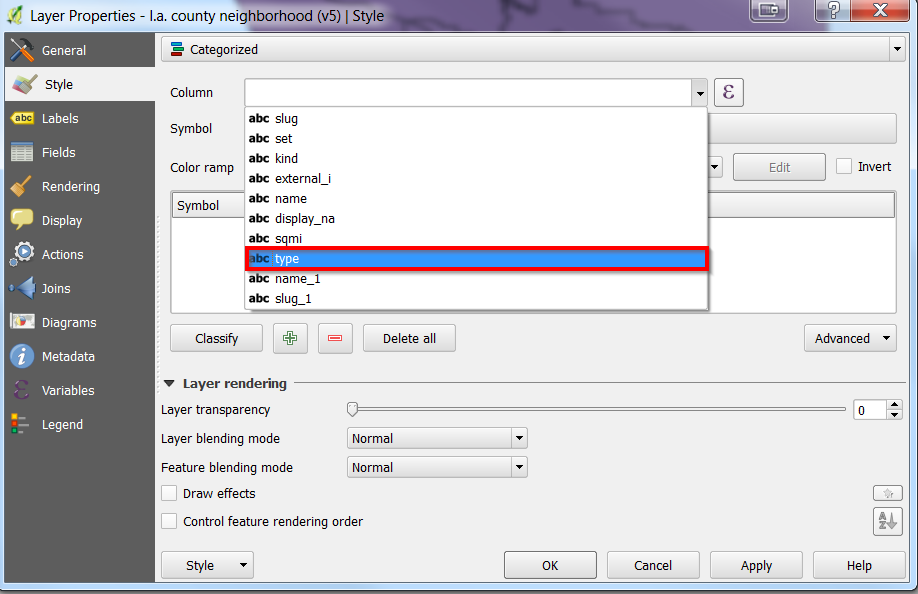 Layer Properties - l.a. county neighborhood (v5) | Style
General
Style
Labels
Fields
Rendering
Display
Actions
Joins
Diagrams
Metadata
Variables
Legend
Categorized
Column
ε
Symbol
Color ramp
Edit
Invert
Symbol
abc slug
abc set
abc kind
abc external_i
abc name
abc display_na
abc sqmi
abc type
abc name_1
abc slug_1
Classify
Delete all
Advanced
Layer rendering
Layer transparency
0
Layer blending mode
Normal
Feature blending mode
Normal
Draw effects
Control feature rendering order
Style
OK
Cancel
Apply
Help